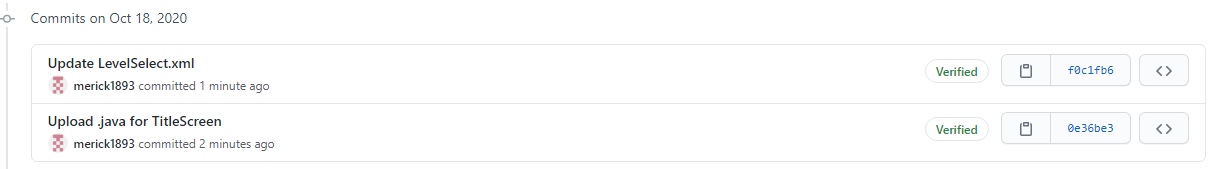 Commits on Oct 18, 2020
Update LevelSelect.xml
merick1893 committed 1 minute ago
Verified
f0c1fb6
Upload .java for TitleScreen
merick1893 committed 2 minutes ago
Verified
0e36be3